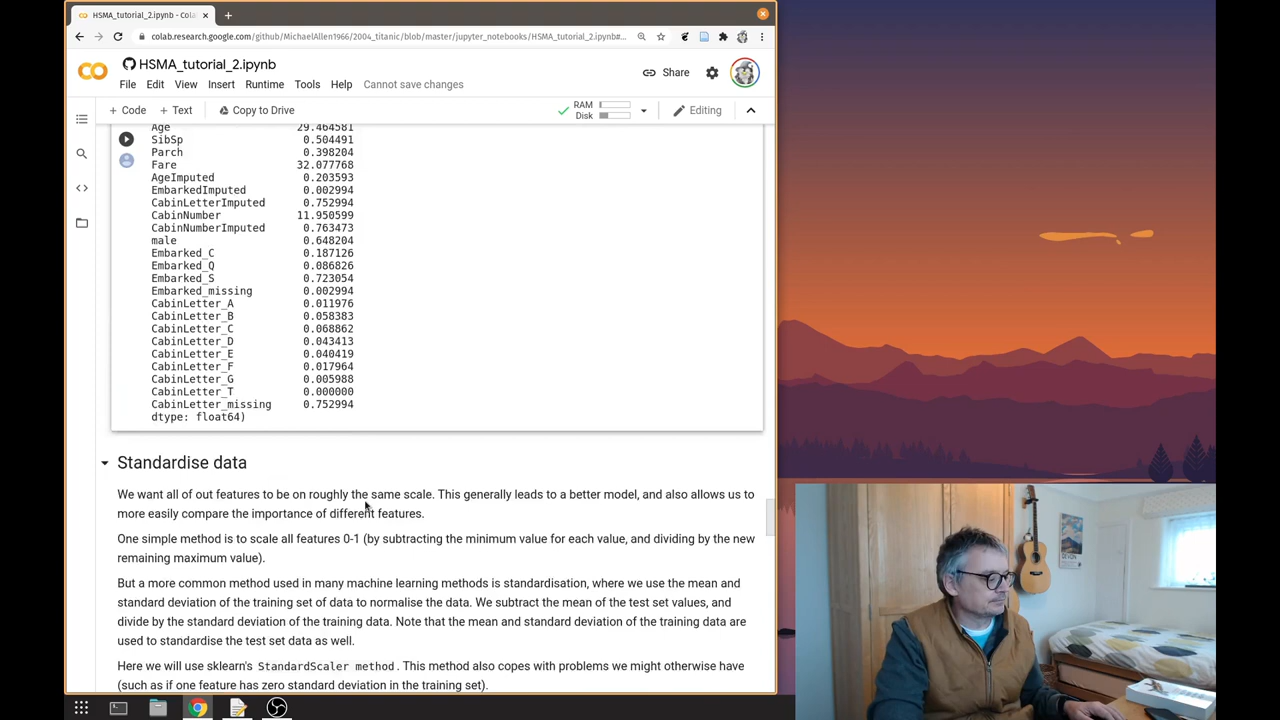 HSMA_tutorial_2.ipynb - Cola
colab.research.google.com/github/MichaelAllen1966/2004_titanic/blob/master/jupyter_notebooks/HSMA_tutorial_2.ipynb#...
HSMA_tutorial_2.ipynb
Share
File Edit View Insert Runtime Tools Help Cannot save changes
+ Code + Text Copy to Drive RAM Disk Editing
Age 29.464581
SibSp 0.504491
Parch 0.398204
Fare 32.077768
AgeImputed 0.203593
EmbarkedImputed 0.002994
CabinLetterImputed 0.752994
CabinNumber 11.950599
CabinNumberImputed 0.763473
male 0.648204
Embarked_C 0.187126
Embarked_Q 0.086826
Embarked_S 0.723054
Embarked_missing 0.002994
CabinLetter_A 0.011976
CabinLetter_B 0.058383
CabinLetter_C 0.068862
CabinLetter_D 0.043413
CabinLetter_E 0.040419
CabinLetter_F 0.017964
CabinLetter_G 0.005988
CabinLetter_T 0.000000
CabinLetter_missing 0.752994
dtype: float64)
Standardise data
We want all of out features to be on roughly the same scale. This generally leads to a better model, and also allows us to
more easily compare the importance of different features.
One simple method is to scale all features 0-1 (by subtracting the minimum value for each value, and dividing by the new
remaining maximum value).
But a more common method used in many machine learning methods is standardisation, where we use the mean and
standard deviation of the training set of data to normalise the data. We subtract the mean of the test set values, and
divide by the standard deviation of the training data. Note that the mean and standard deviation of the training data are
used to standardise the test set data as well.
Here we will use sklearn's StandardScaler method. This method also copes with problems we might otherwise have
(such as if one feature has zero standard deviation in the training set).
DEVON